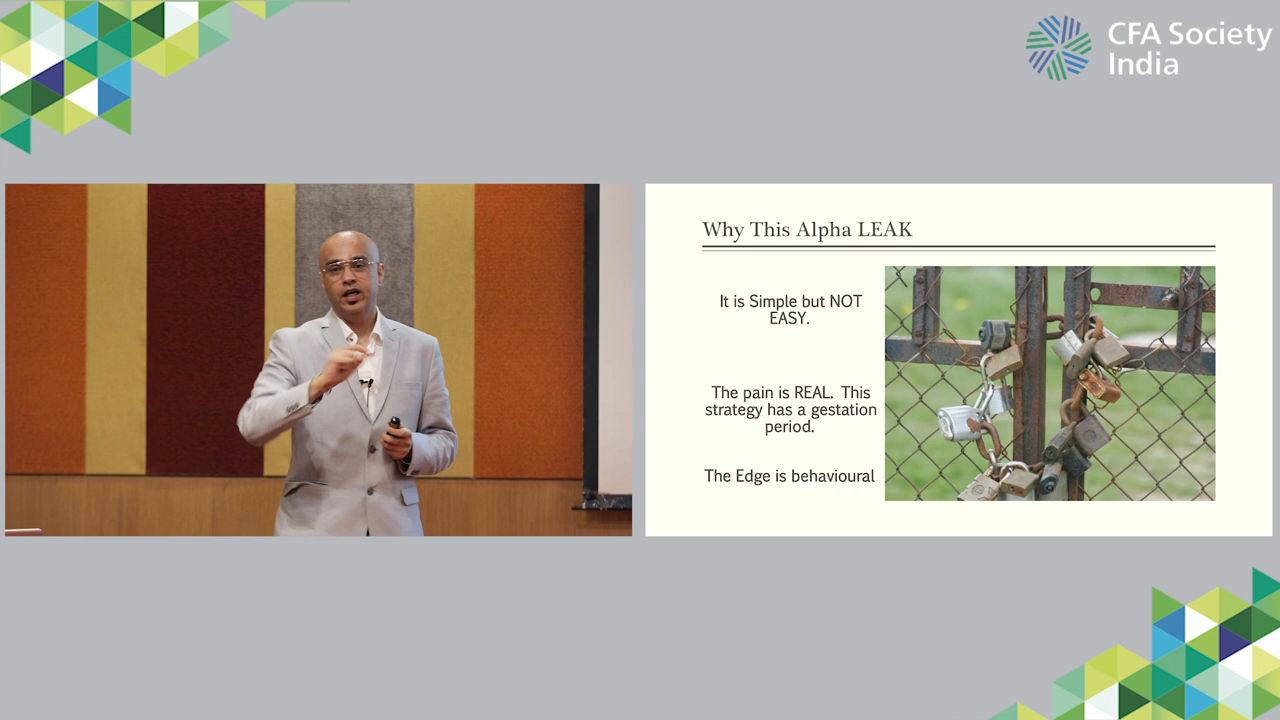 CFA Society
India
Why This Alpha LEAK
It is Simple but NOT
EASY.
The pain is REAL. This
strategy has a gestation
period.
The Edge is behavioural